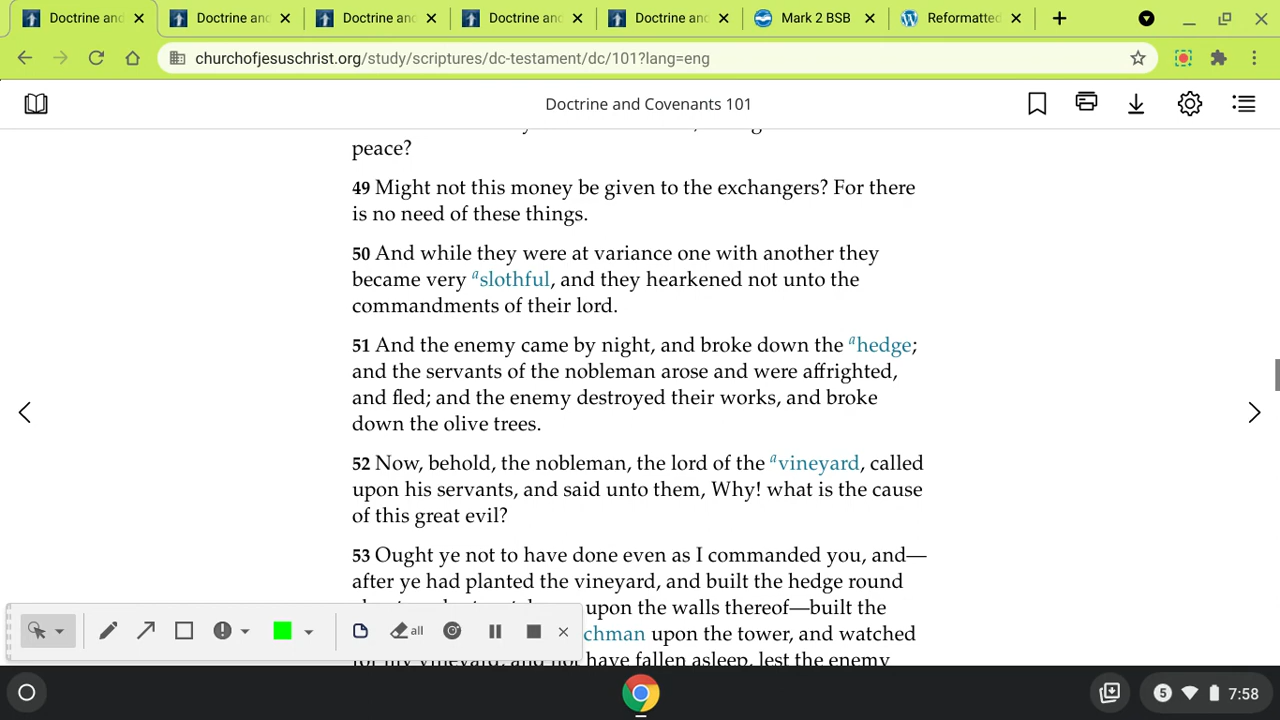 Doctrine and
Doctrine and
Doctrine and
Doctrine and
Doctrine and
Mark 2 BSB
Reformatted
churchofjesuschrist.org/study/scriptures/dc-testament/dc/101?lang=eng
Doctrine and Covenants 101
peace?
49 Might not this money be given to the exchangers? For there
is no need of these things.
50 And while they were at variance one with another they
became very a slothful, and they hearkened not unto the
commandments of their lord.
51 And the enemy came by night, and broke down the a hedge;
and the servants of the nobleman arose and were affrighted,
and fled; and the enemy destroyed their works, and broke
down the olive trees.
52 Now, behold, the nobleman, the lord of the a vineyard, called
upon his servants, and said unto them, Why! what is the cause
of this great evil?
53 Ought ye not to have done even as I commanded you, and—
after ye had planted the vineyard, and built the hedge round
upon the walls thereof—built the
chman upon the tower, and watched
for my vineyard, and not have fallen asleep, lest the enemy
all
5 7:58